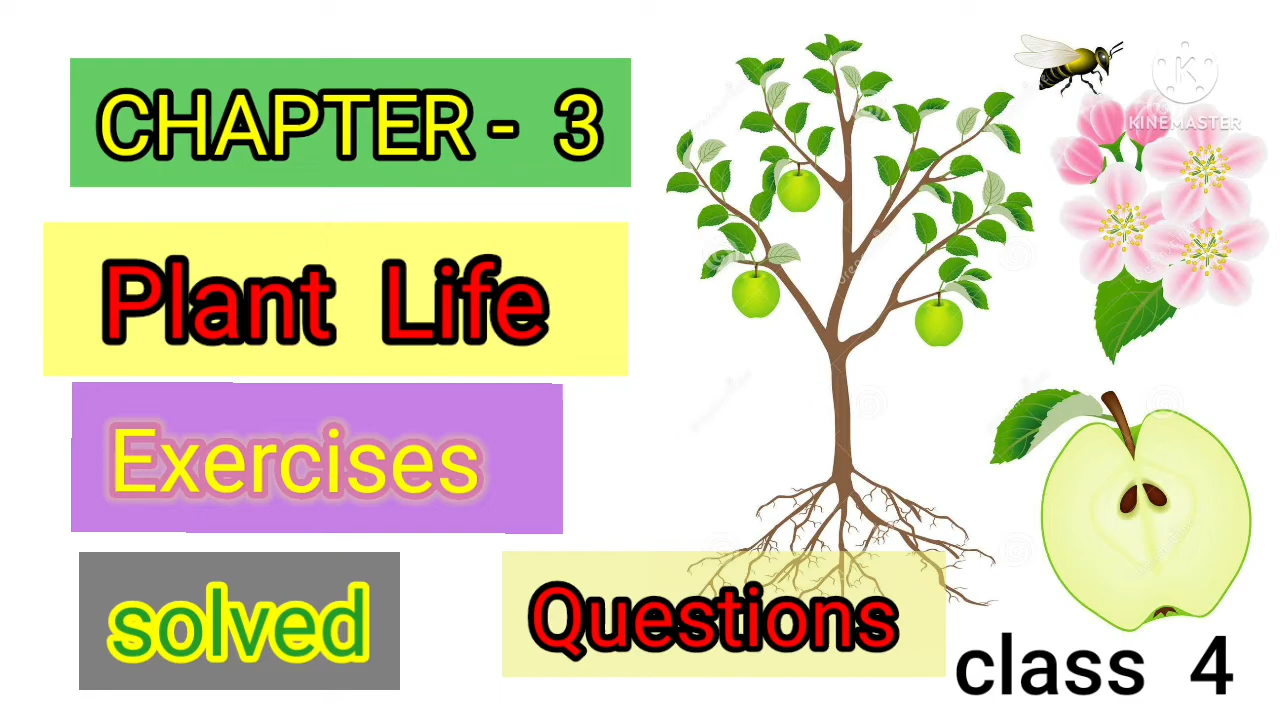 CHAPTER - 3
Plant Life
Exercises
solved
Questions
class 4
KINEMASTER